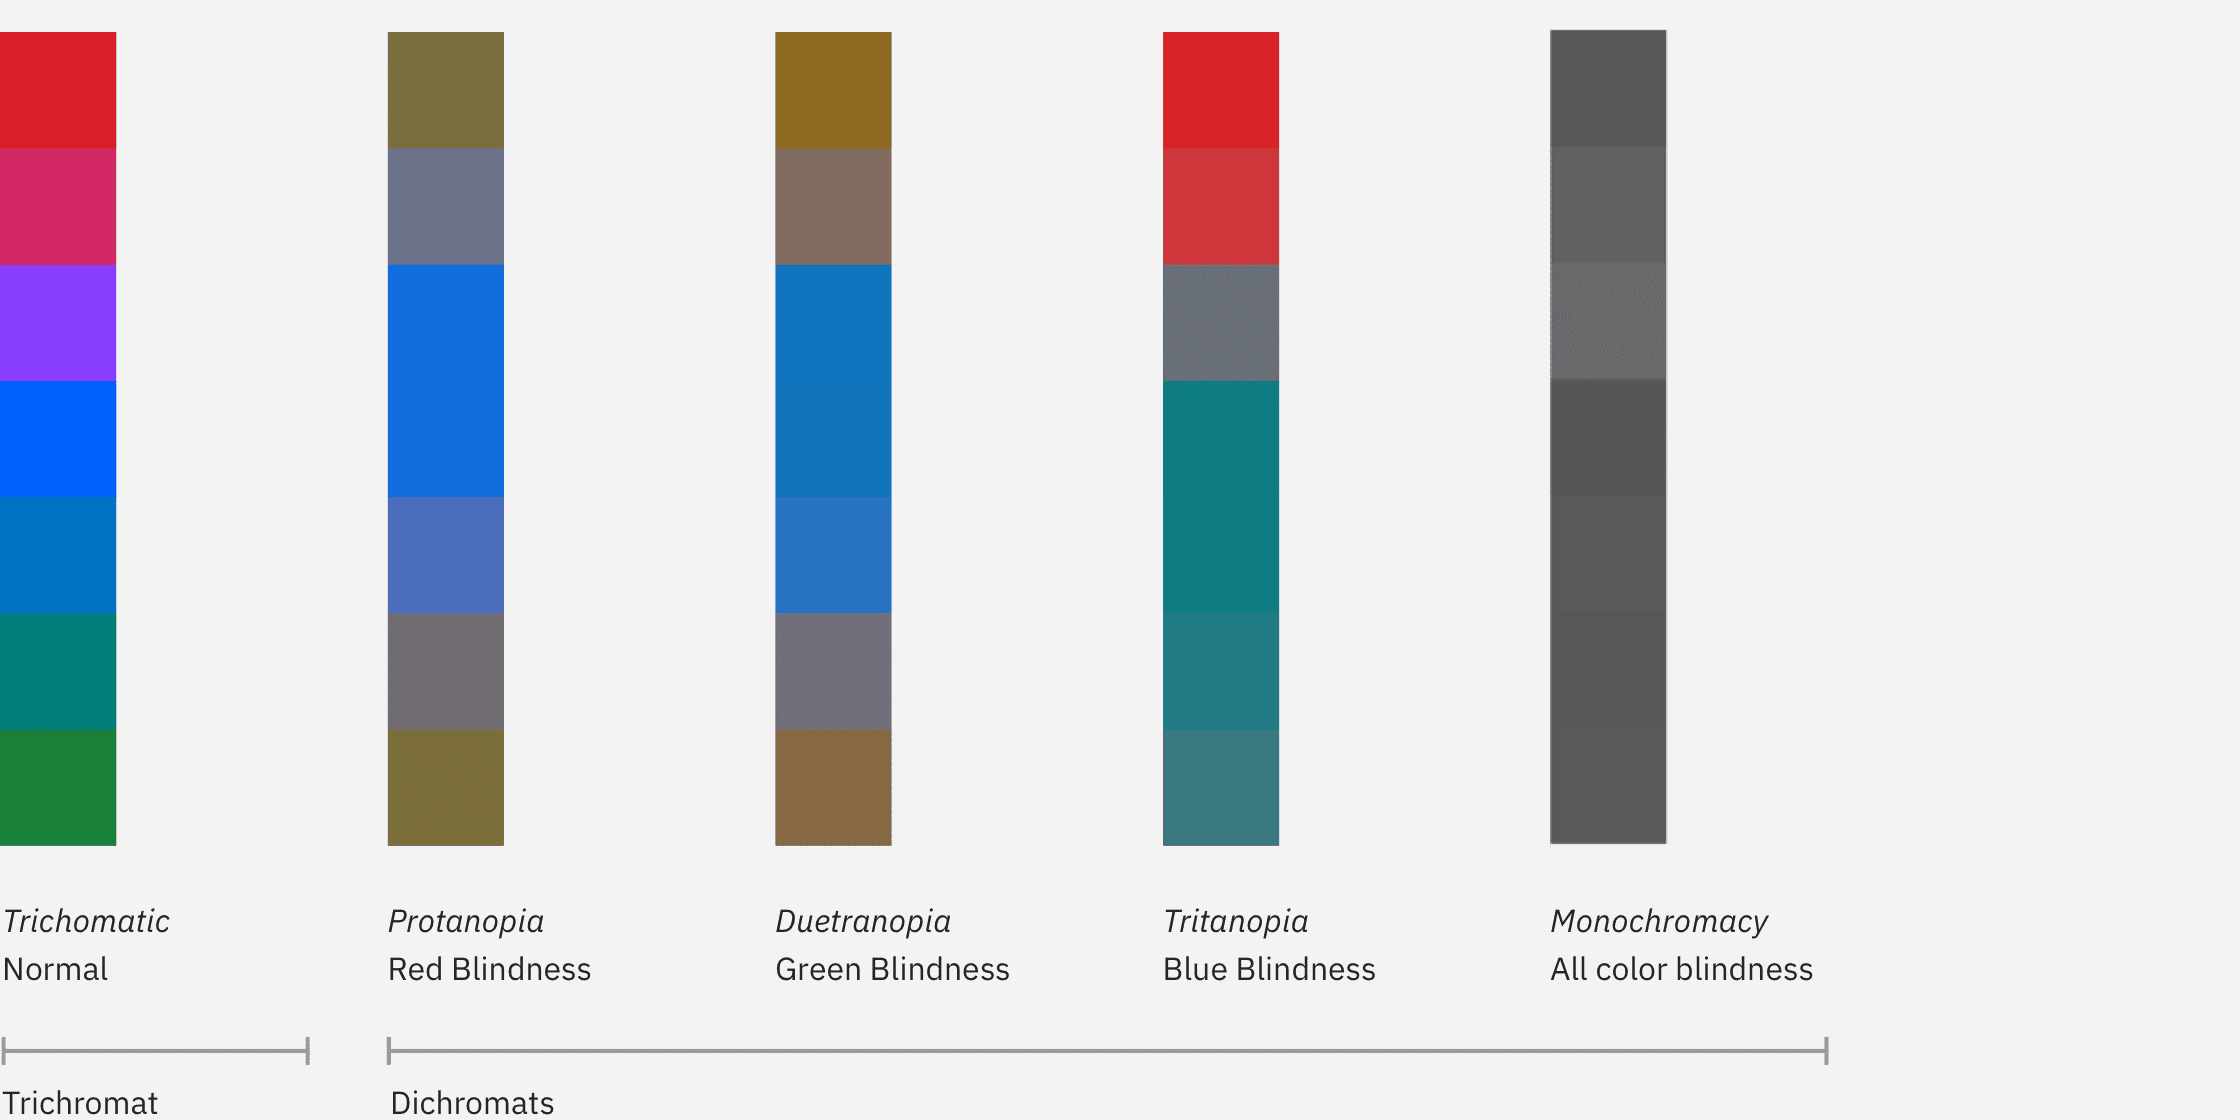 Trichomatic
Normal
Protanopia
Red Blindness
Duetranopia
Green Blindness
Tritanopia
Blue Blindness
Monochromacy
All color blindness
Trichromat
Dichromats